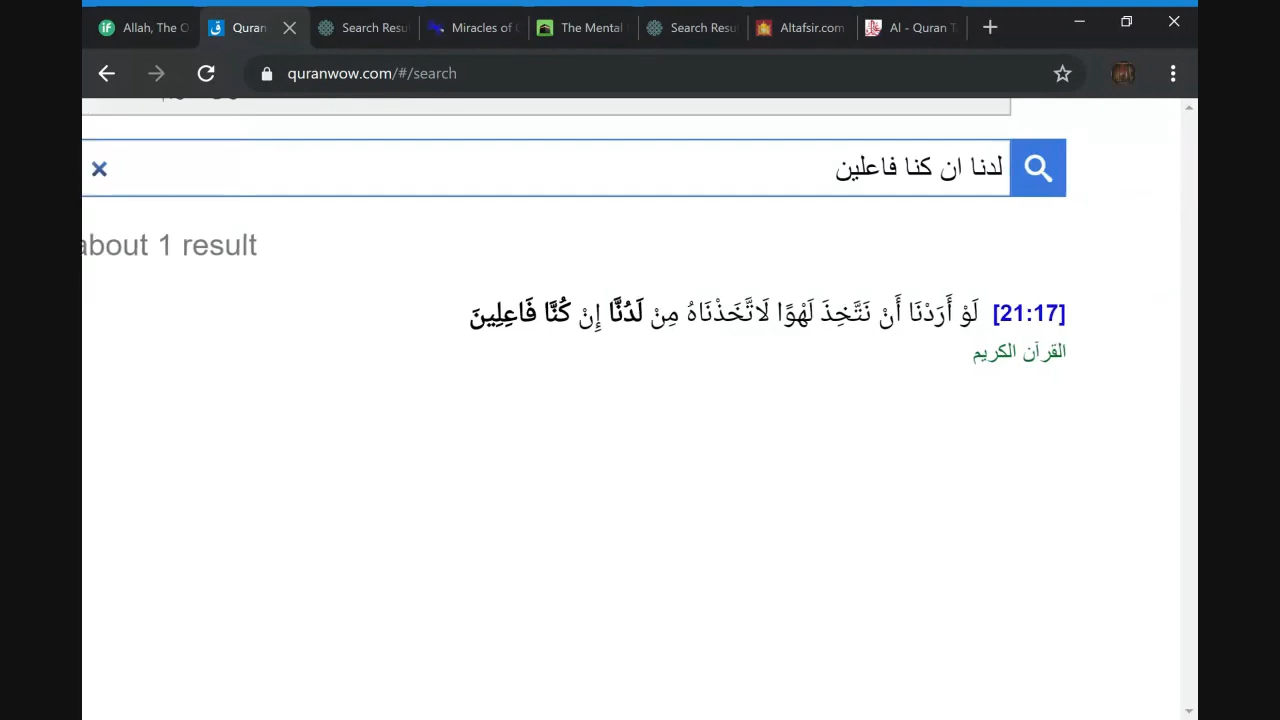 Allah, The O
Quran
Search Resu
Miracles of
The Mental
Search Resu
Altafsir.com
Al - Quran T
quranwow.com/#/search
لدنا ان كنا فاعلين
about 1 result
[21:17] لَوْ أَرَدْنَا أَنْ نَتَّخِذَ لَهْوًا لَاتَّخَذْنَاهُ مِنْ لَدُنَّا إِنْ كُنَّا فَاعِلِينَ
القرآن الكريم